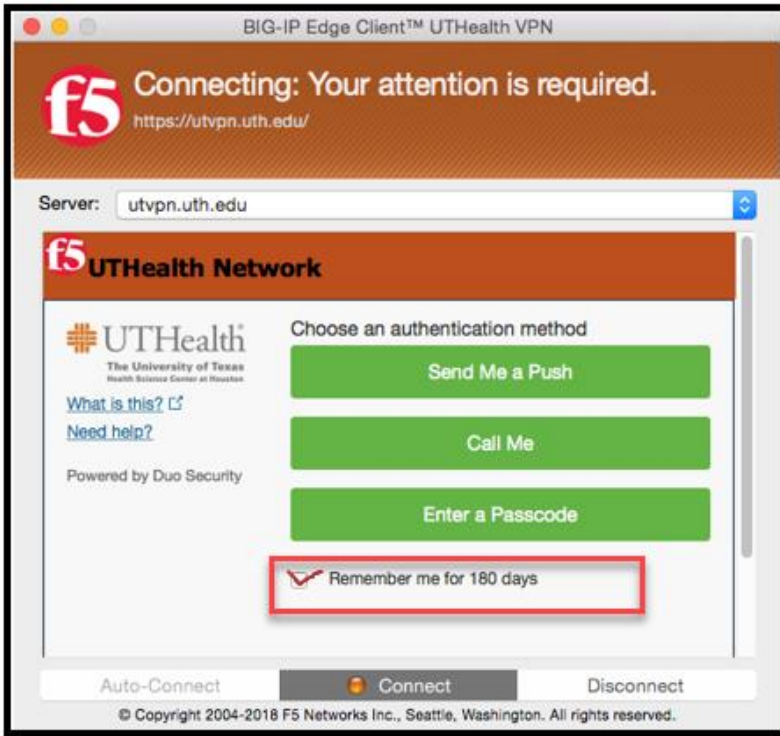 BIG-IP Edge Client™ UTHealth VPN
f5
Connecting: Your attention is required.
https://utvpn.uth.edu/
Server: utvpn.uth.edu
f5 UTHealth Network
UTHealth
The University of Texas
Health Science Center at Houston
What is this?
Need help?
Powered by Duo Security
Choose an authentication method
Send Me a Push
Call Me
Enter a Passcode
Remember me for 180 days
Auto-Connect Connect Disconnect
© Copyright 2004-2018 F5 Networks Inc., Seattle, Washington. All rights reserved.